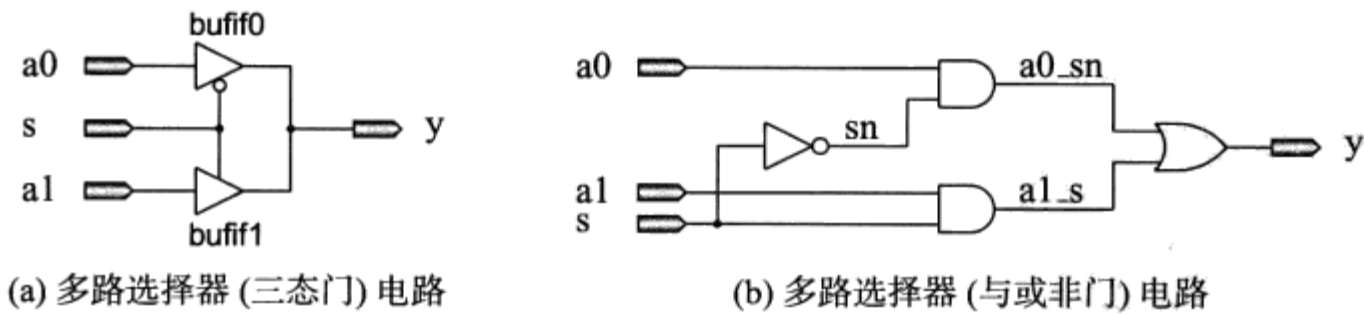 bufif0
a0
s
y
a1
bufif1
(a) 多路选择器 (三态门) 电路
a0
a0_sn
sn
y
a1
a1_s
s
(b) 多路选择器 (与或非门) 电路